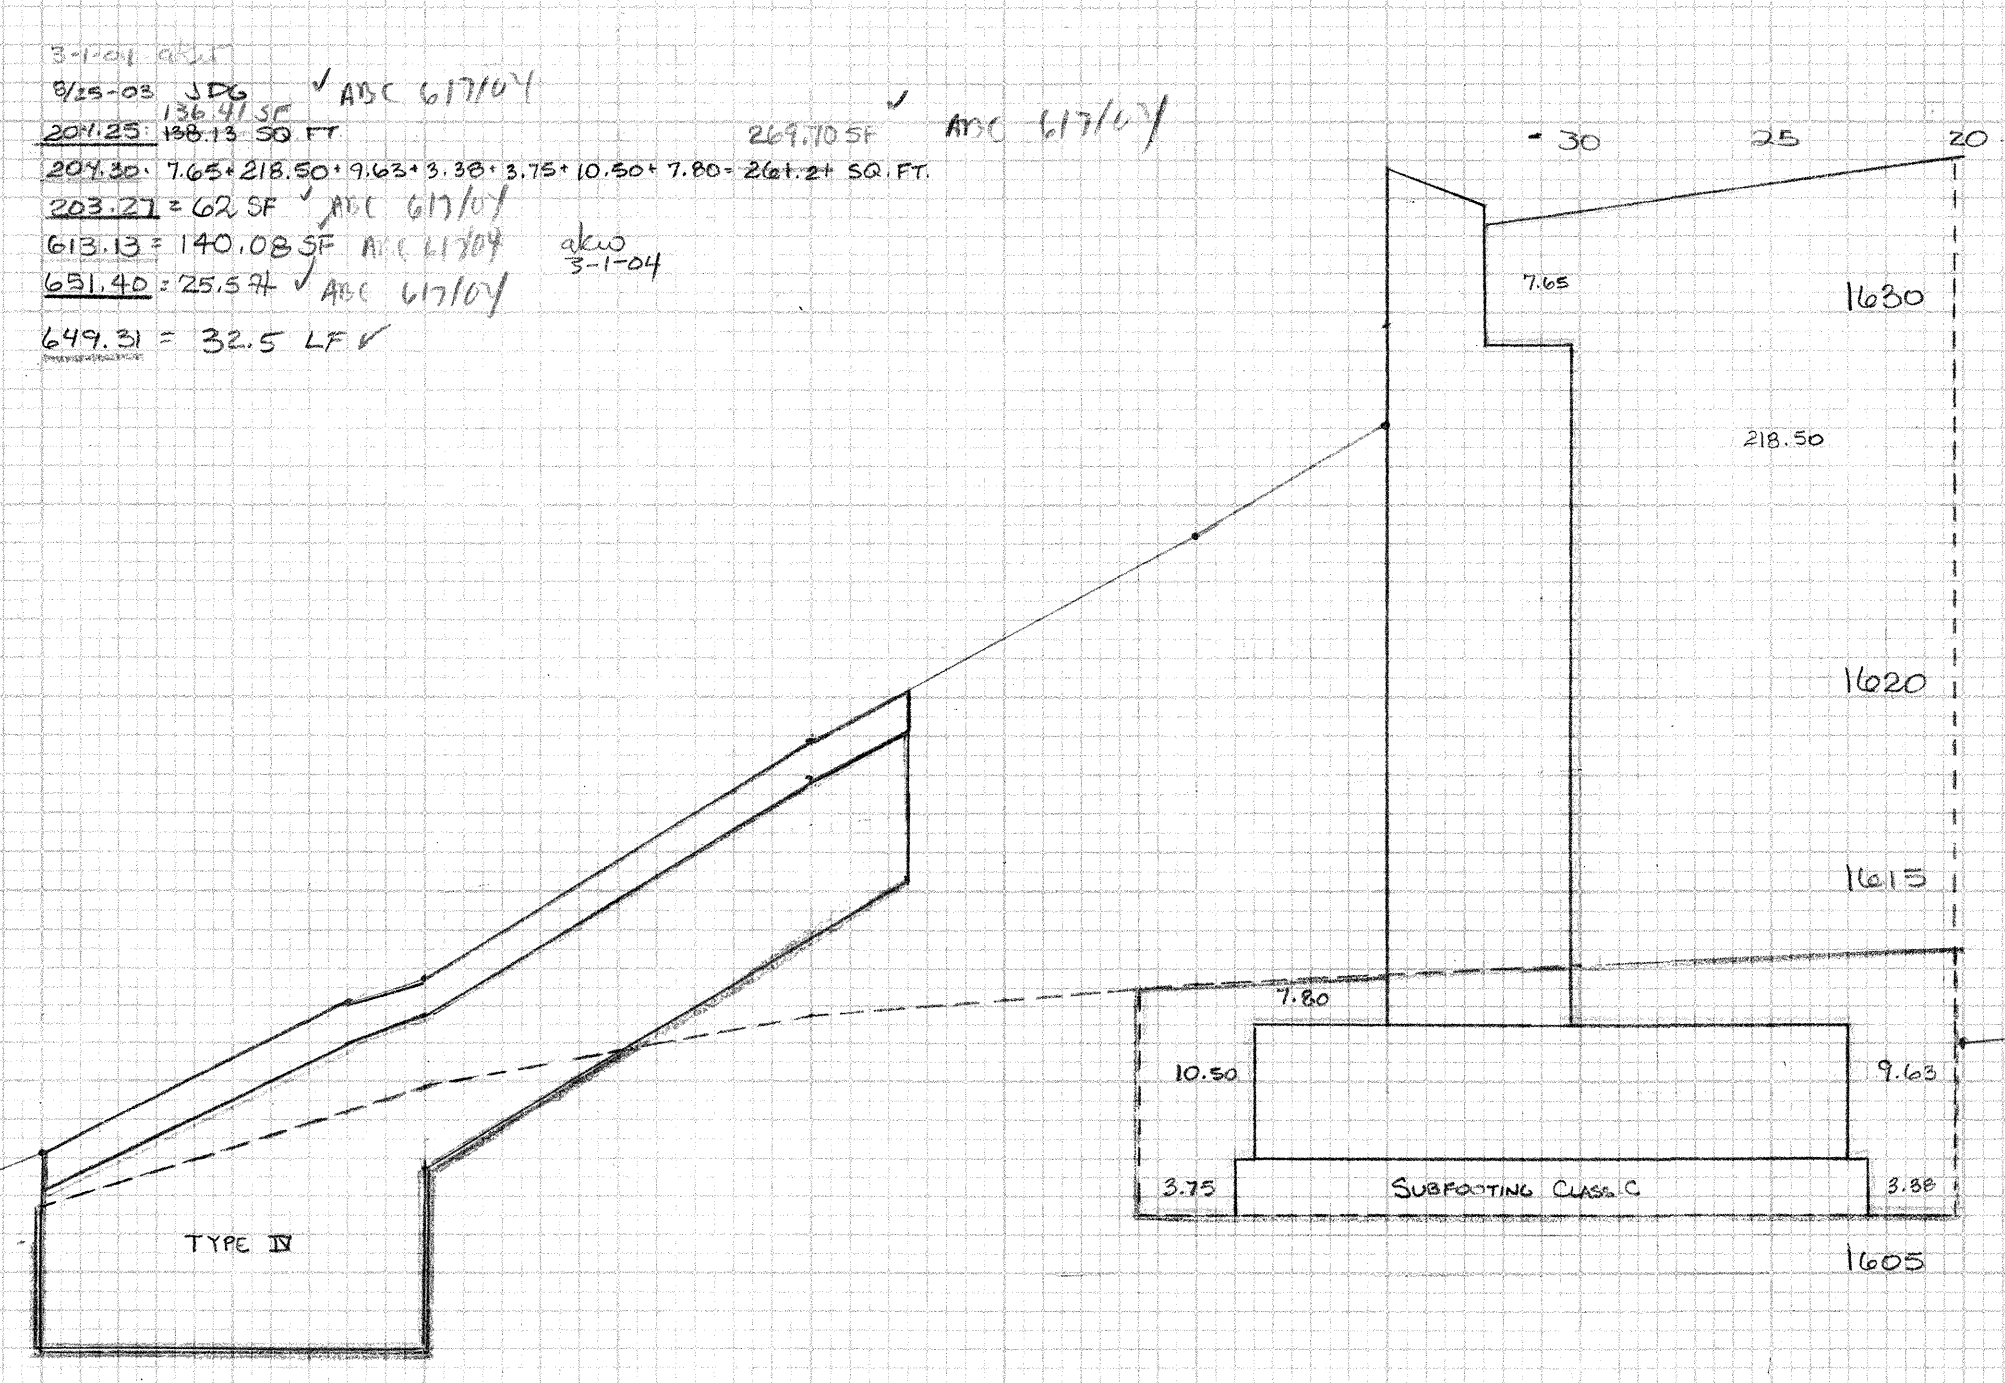 3-1-04 akw
8/25-03 JDG ✓ ABC 6/7/04
136.41 SF
204.25: 138.13 SQ. FT.
269.70 SF ✓ ABC 6/7/04
204.30: 7.65+218.50+9.63+3.38+3.75+10.50+7.80= 261.21 SQ.FT.
203.27 = 62 SF ✓ ABC 6/7/04
613.13 = 140.08 SF ✓ ABC 6/7/04
akw
3-1-04
651.40 = 25.5 ft ✓ ABC 6/7/04
649.31 = 32.5 LF ✓
30 25 20
7.65
1630
218.50
1620
1615
7.80
10.50
9.63
3.75
SUBFOOTING CLASS C
3.38
TYPE IV
1605